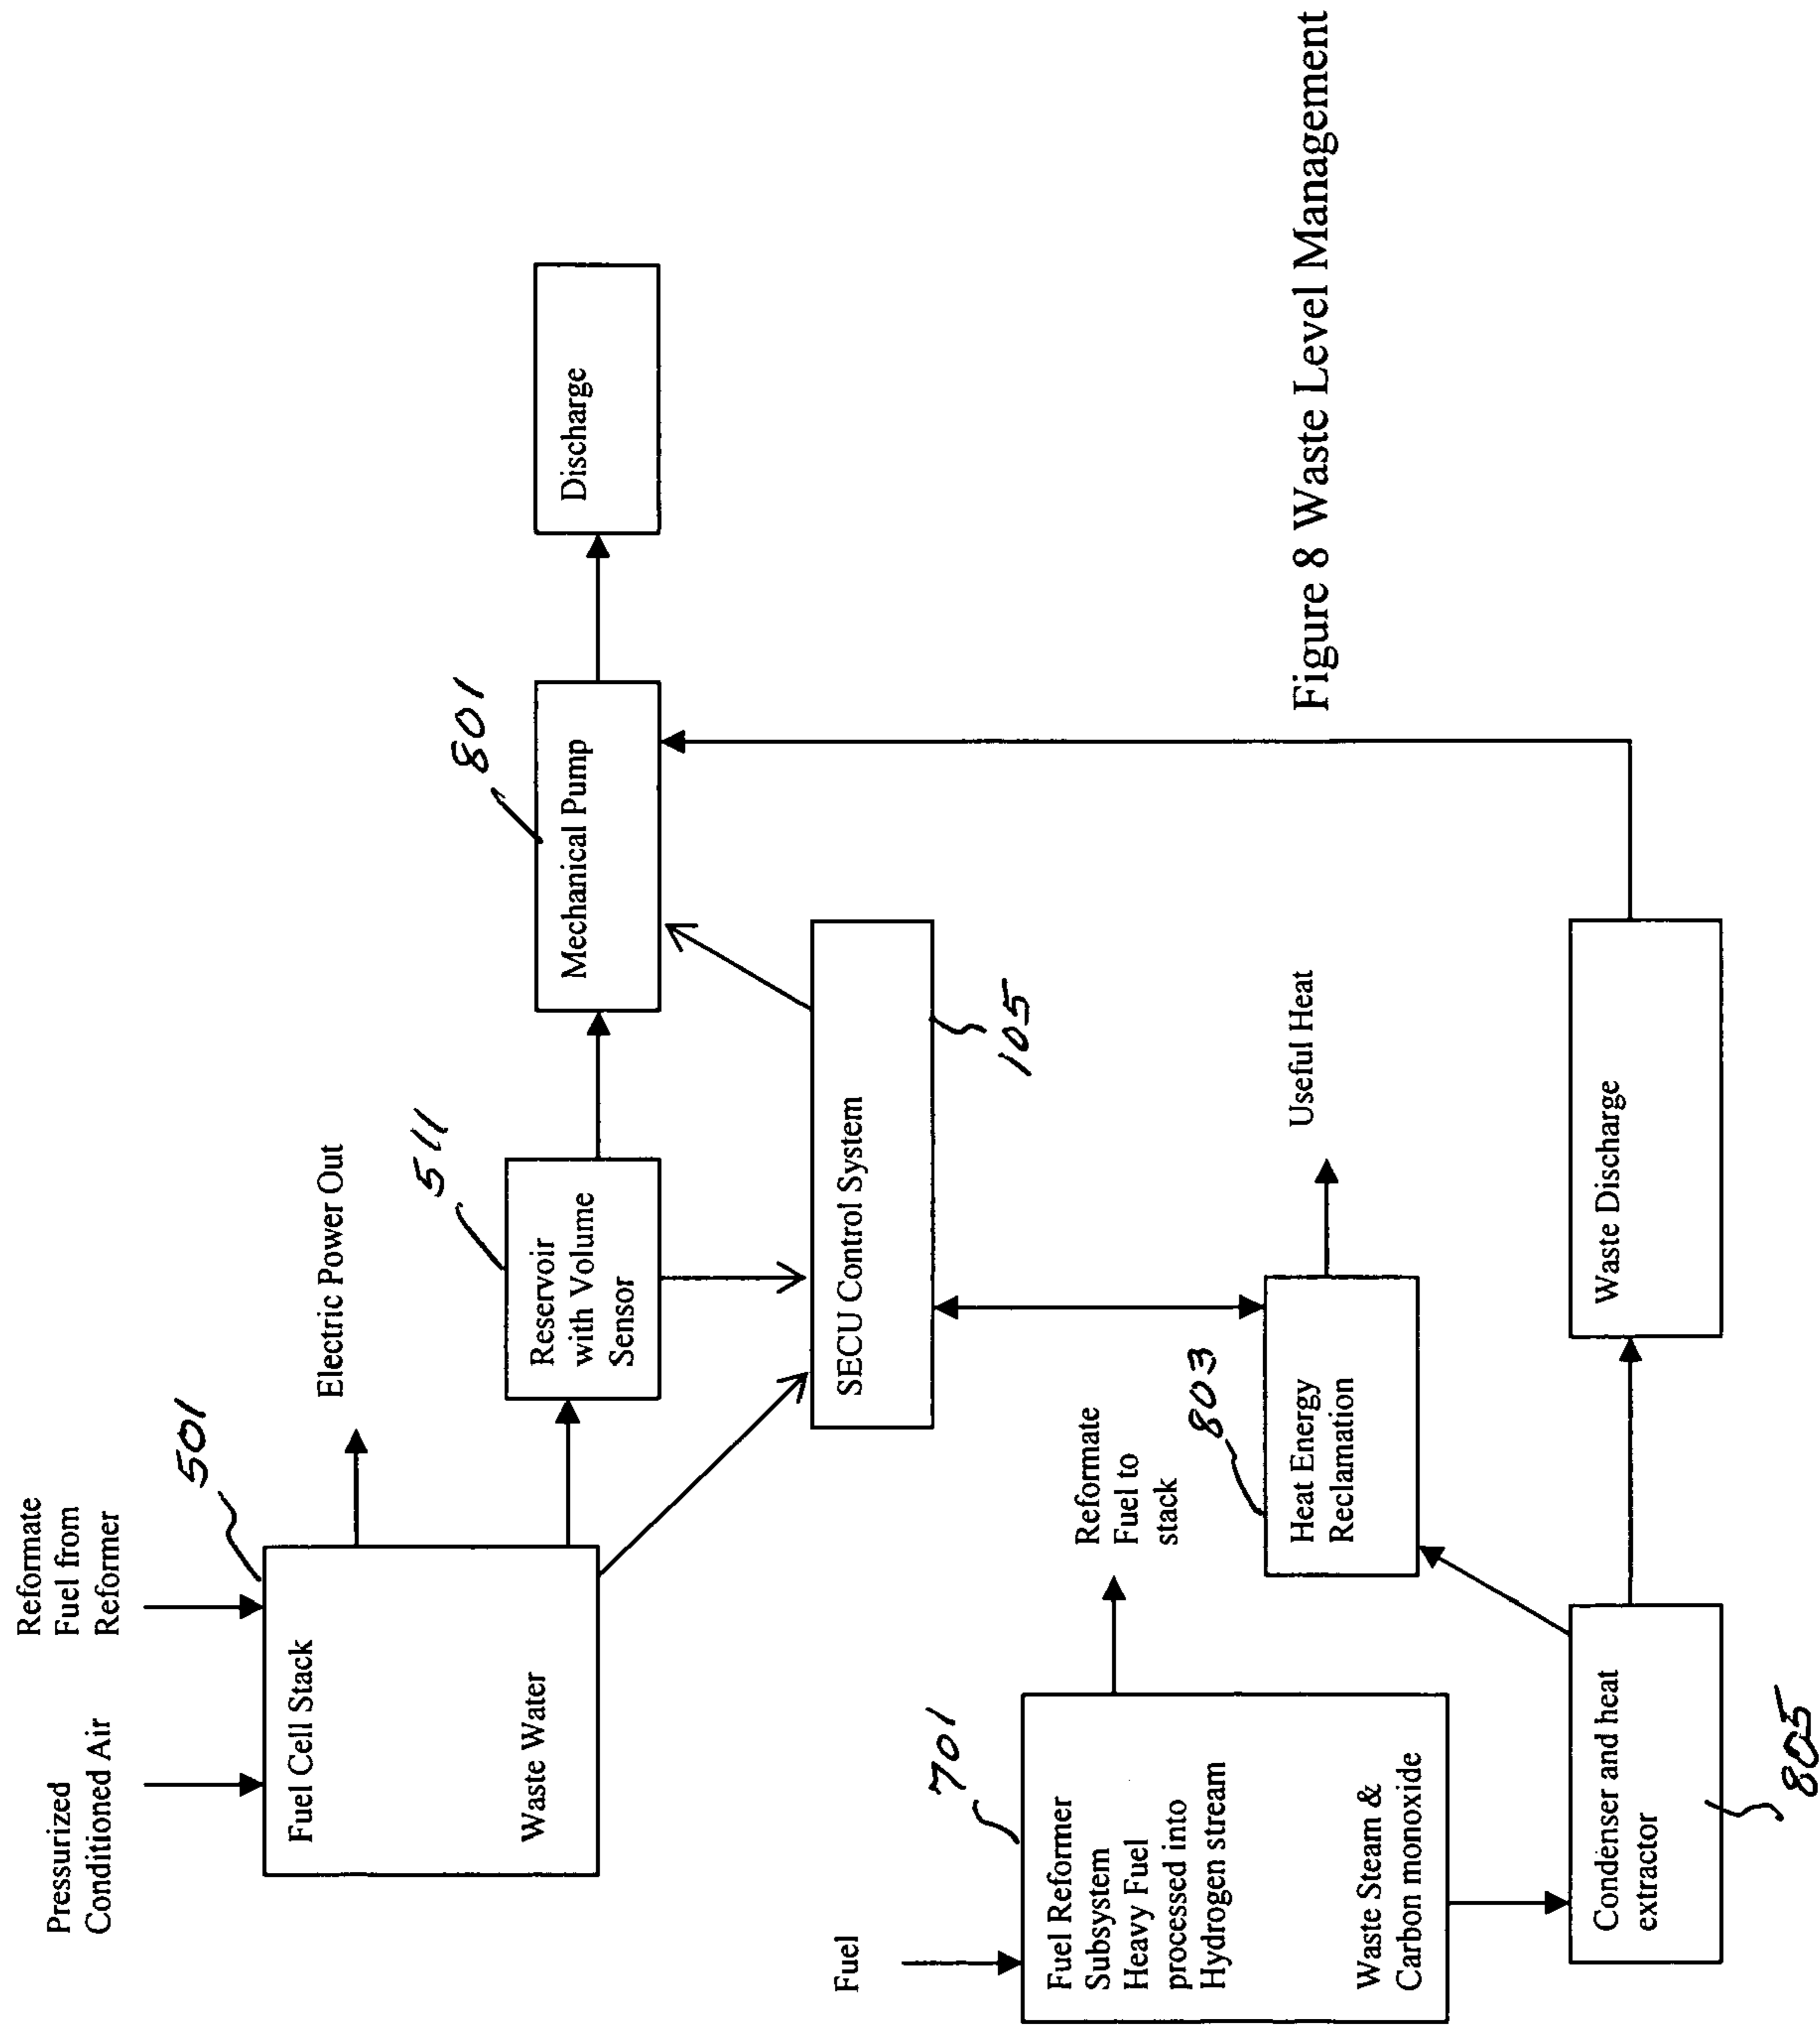 Pressurized
Conditioned Air
Reformate
Fuel from
Reformer
501
Fuel Cell Stack
Waste Water
Electric Power Out
511
Reservoir
with Volume
Sensor
801
Mechanical Pump
Discharge
SECU Control System
105
Fuel
701
Fuel Reformer
Subsystem
Heavy Fuel
processed into
Hydrogen stream
Waste Steam &
Carbon monoxide
Reformate
Fuel to
stack
803
Heat Energy
Reclamation
Useful Heat
Condenser and heat
extractor
805
Waste Discharge
Figure 8 Waste Level Management